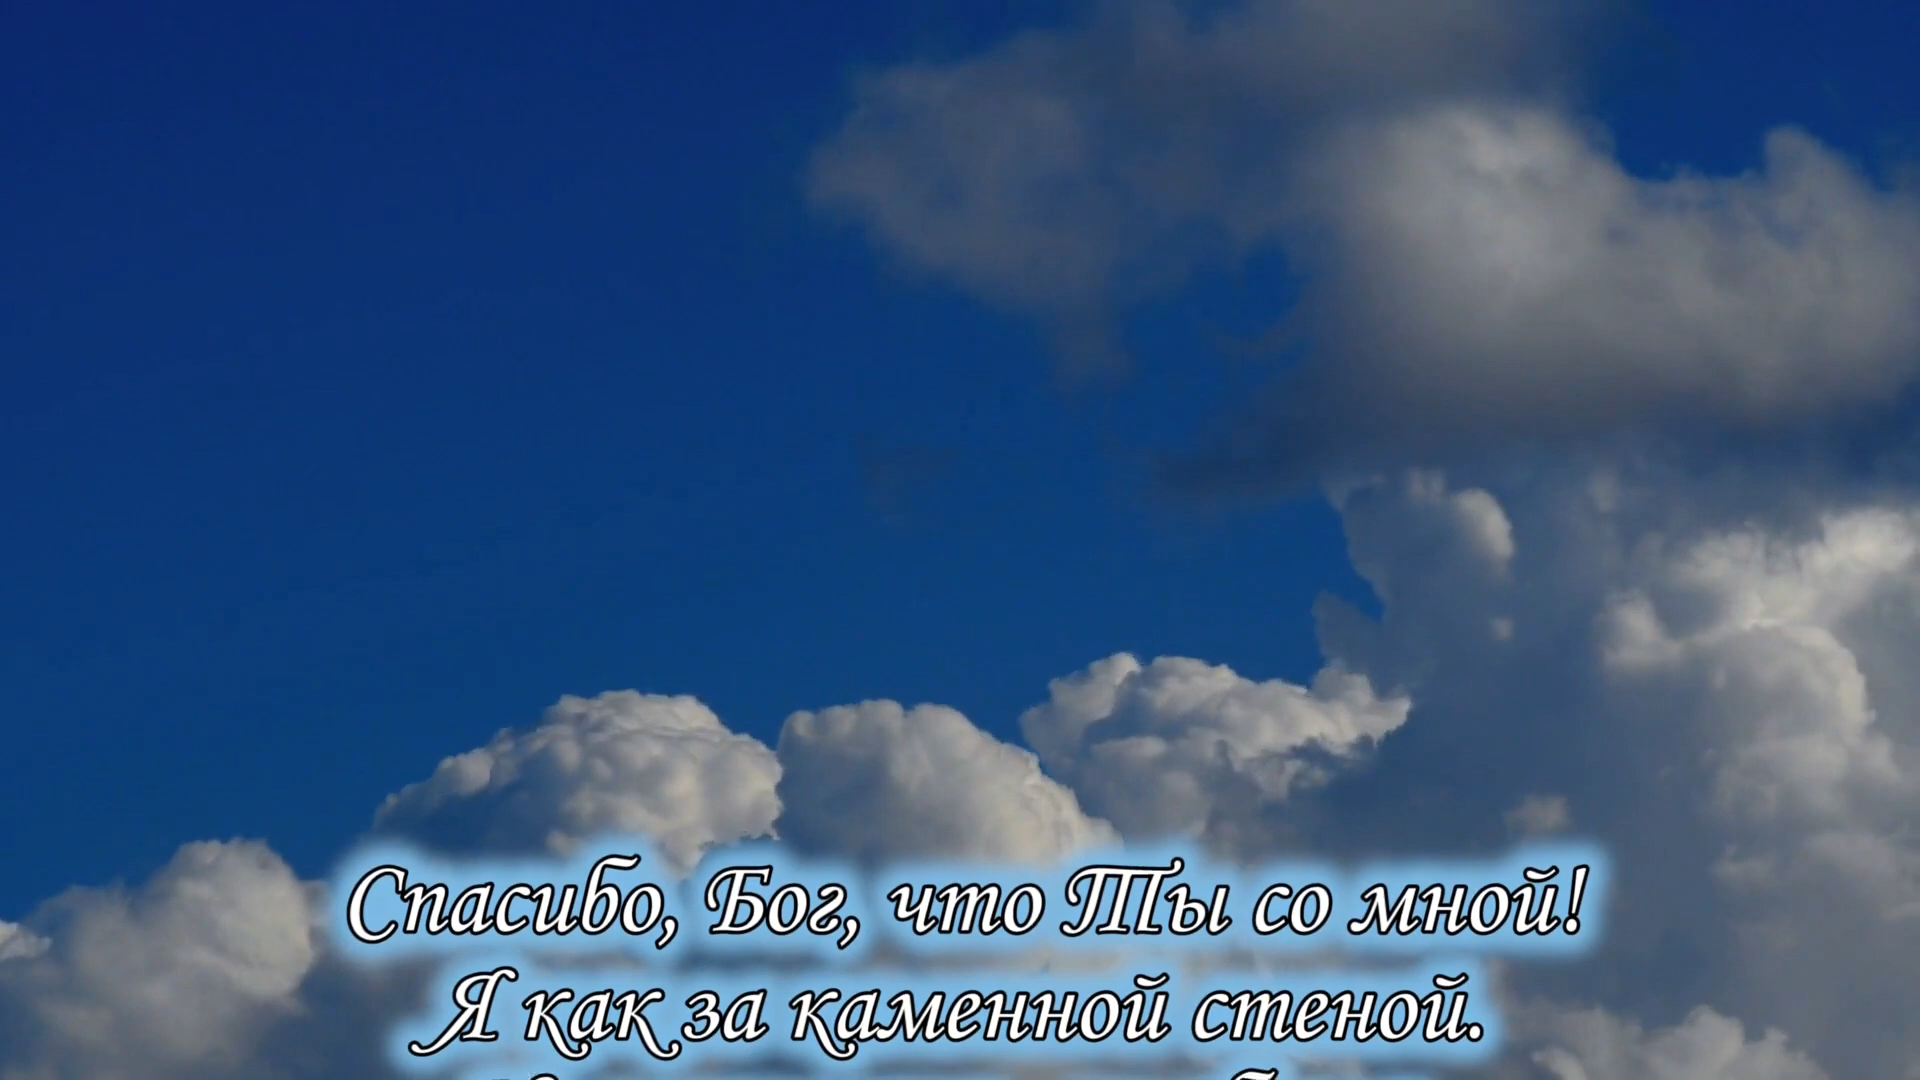 Спасибо, Бог, что Ты со мной!
Я как за каменной стеной.